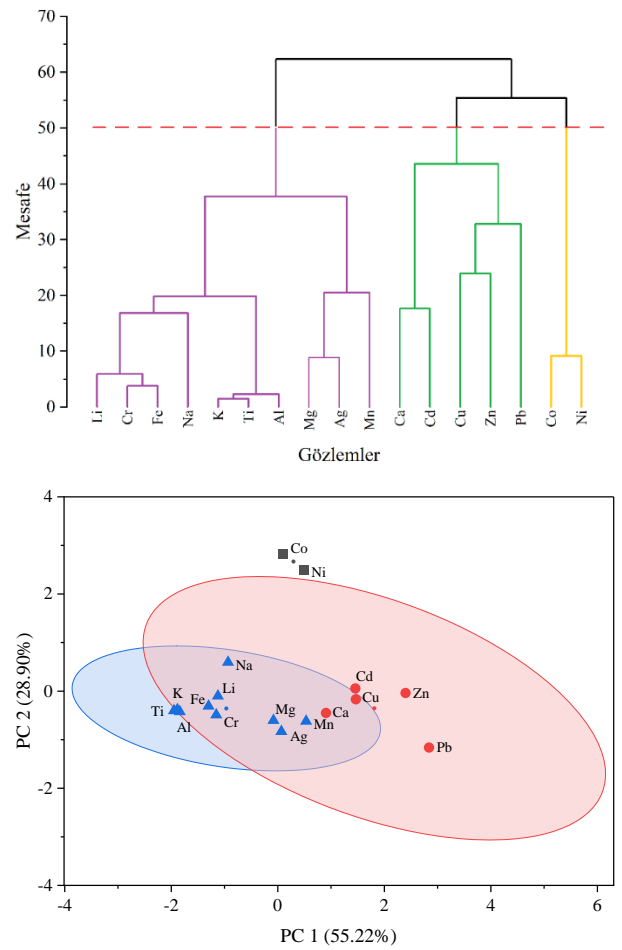 70
60
50
40
30
20
10
0
Mesafe
Li
Cr
Fe
Na
K
Ti
Al
Mg
Ag
Mn
Ca
Cd
Cu
Zn
Pb
Co
Ni
Gözlemler
4
2
0
-2
-4
PC 2 (28.90%)
Co
Ni
Na
Cd
Zn
K
Li
Fe
Cu
Ti
Mg
Ca
Al
Cr
Mn
Ag
Pb
-4
-2
0
2
4
6
PC 1 (55.22%)